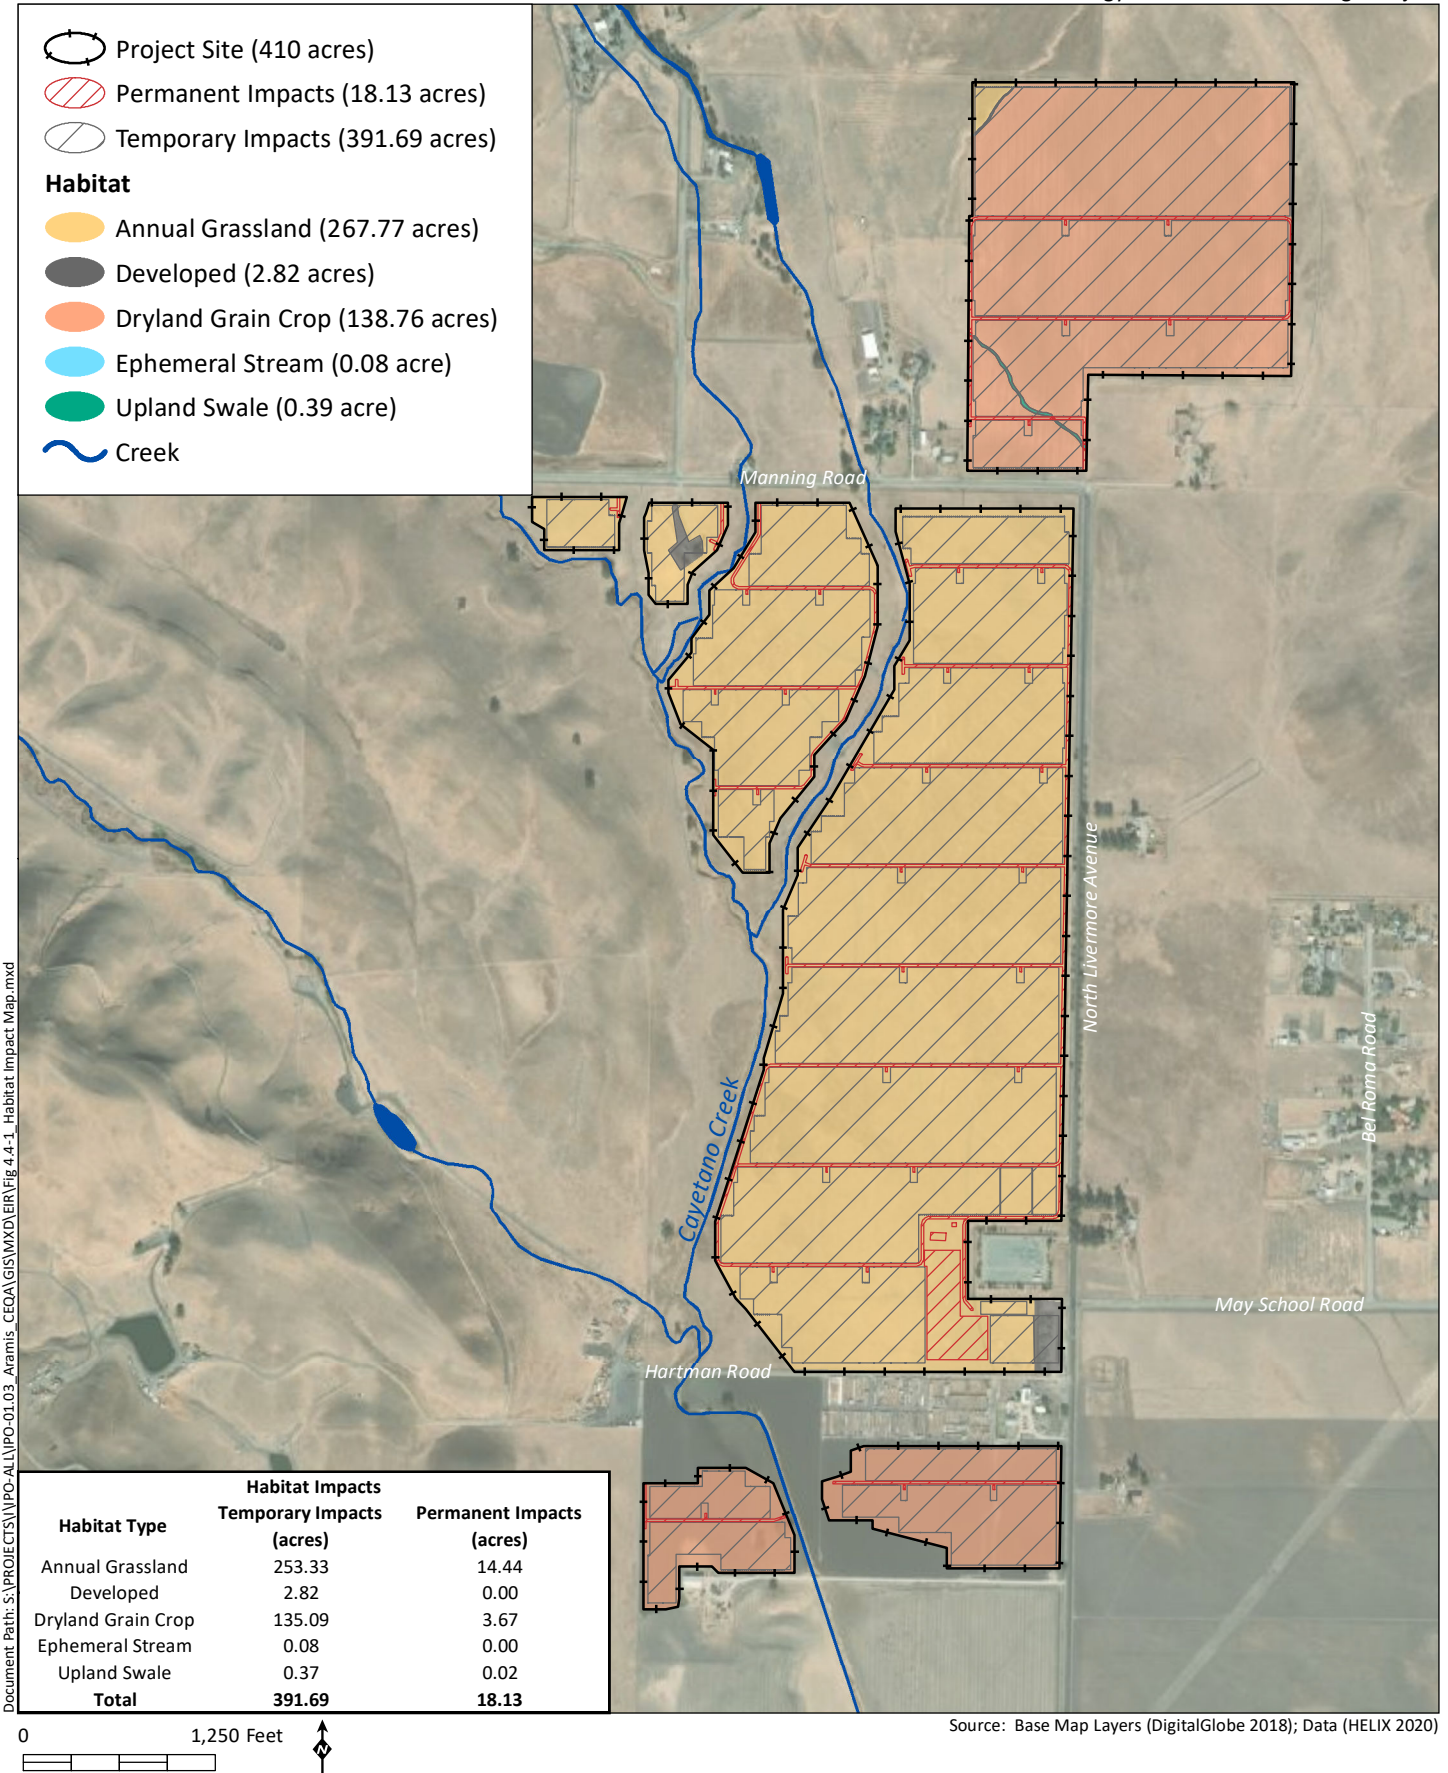 Project Site (410 acres)
Permanent Impacts (18.13 acres)
Temporary Impacts (391.69 acres)
Habitat
Annual Grassland (267.77 acres)
Developed (2.82 acres)
Dryland Grain Crop (138.76 acres)
Ephemeral Stream (0.08 acre)
Upland Swale (0.39 acre)
Creek
Manning Road
North Livermore Avenue
Bel Roma Road
Cayetano Creek
May School Road
Hartman Road
Document Path: S:\PROJECTS\I\IPO-ALL\IPO-01.03_Aramis_CEQA\GIS\MXD\EIR\Fig 4.4-1_Habitat Impact Map.mxd
Habitat Impacts
Habitat Type Temporary Impacts (acres) Permanent Impacts (acres)
Annual Grassland 253.33 14.44
Developed 2.82 0.00
Dryland Grain Crop 135.09 3.67
Ephemeral Stream 0.08 0.00
Upland Swale 0.37 0.02
Total 391.69 18.13
0 1,250 Feet
N
Source: Base Map Layers (DigitalGlobe 2018); Data (HELIX 2020)